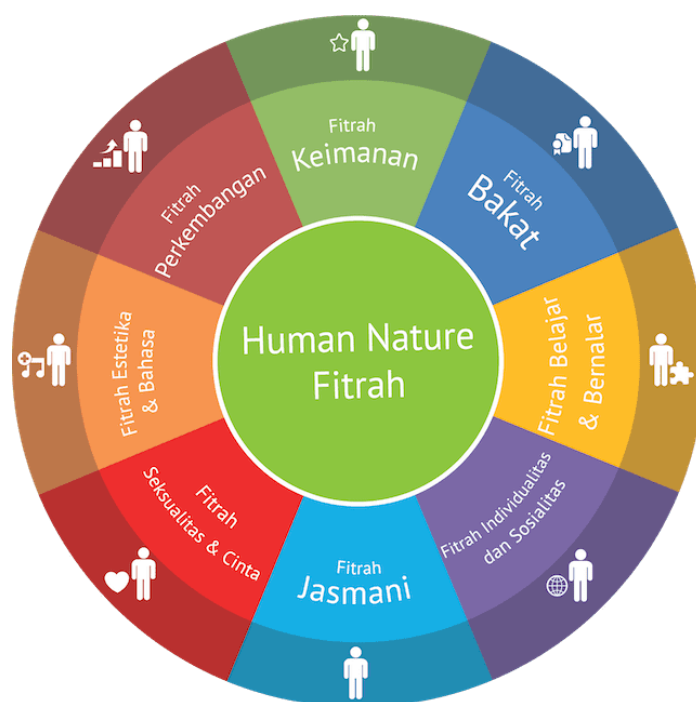 Human Nature
Fitrah
Fitrah
Keimanan
Fitrah
Bakat
Fitrah Belajar
& Bernalar
Fitrah Individualitas
dan Sosialitas
Fitrah
Jasmani
Fitrah
Seksualitas & Cinta
Fitrah Estetika
& Bahasa
Fitrah
Perkembangan